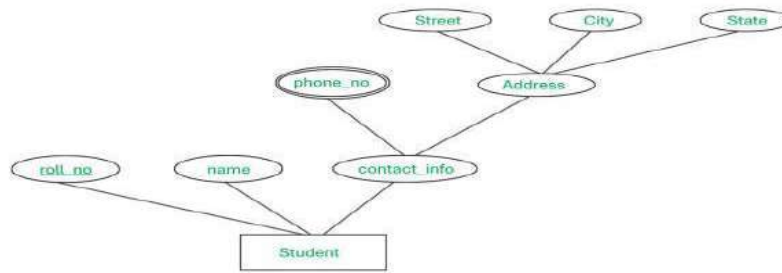 Street
City
State
phone_no
Address
roll_no
name
contact_info
Student